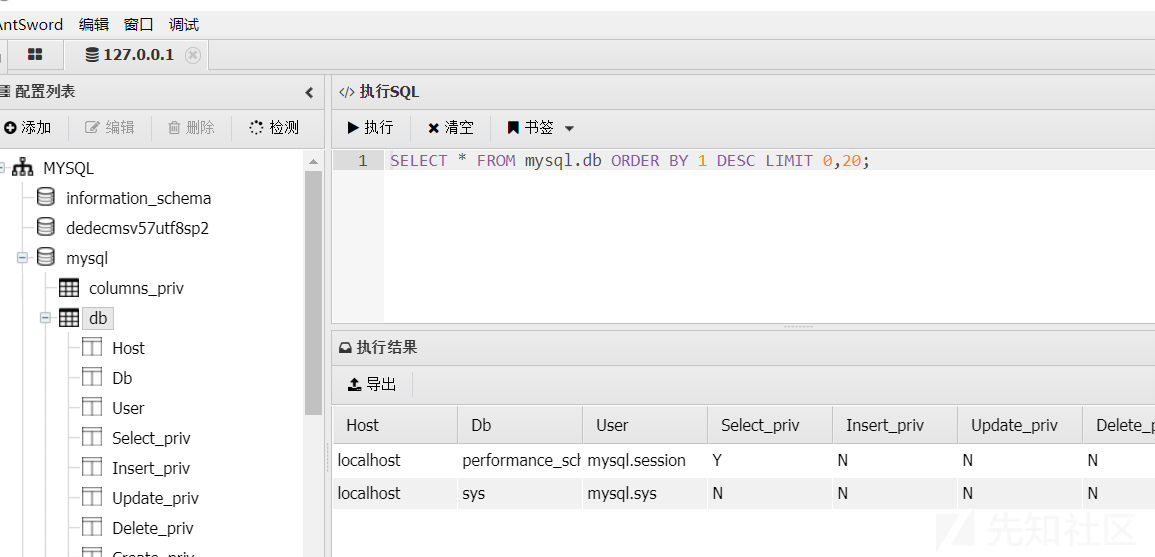 AntSword 编辑 窗口 调试
127.0.0.1
配置列表
添加 编辑 删除 检测
MYSQL
information_schema
dedecmsv57utf8sp2
mysql
columns_priv
db
Host
Db
User
Select_priv
Insert_priv
Update_priv
Delete_priv
Create_priv
</> 执行SQL
执行 清空 书签
1 SELECT * FROM mysql.db ORDER BY 1 DESC LIMIT 0,20;
执行结果
导出
Host Db User Select_priv Insert_priv Update_priv Delete_p
localhost performance_sch mysql.session Y N N N
localhost sys mysql.sys N N N N
先知社区